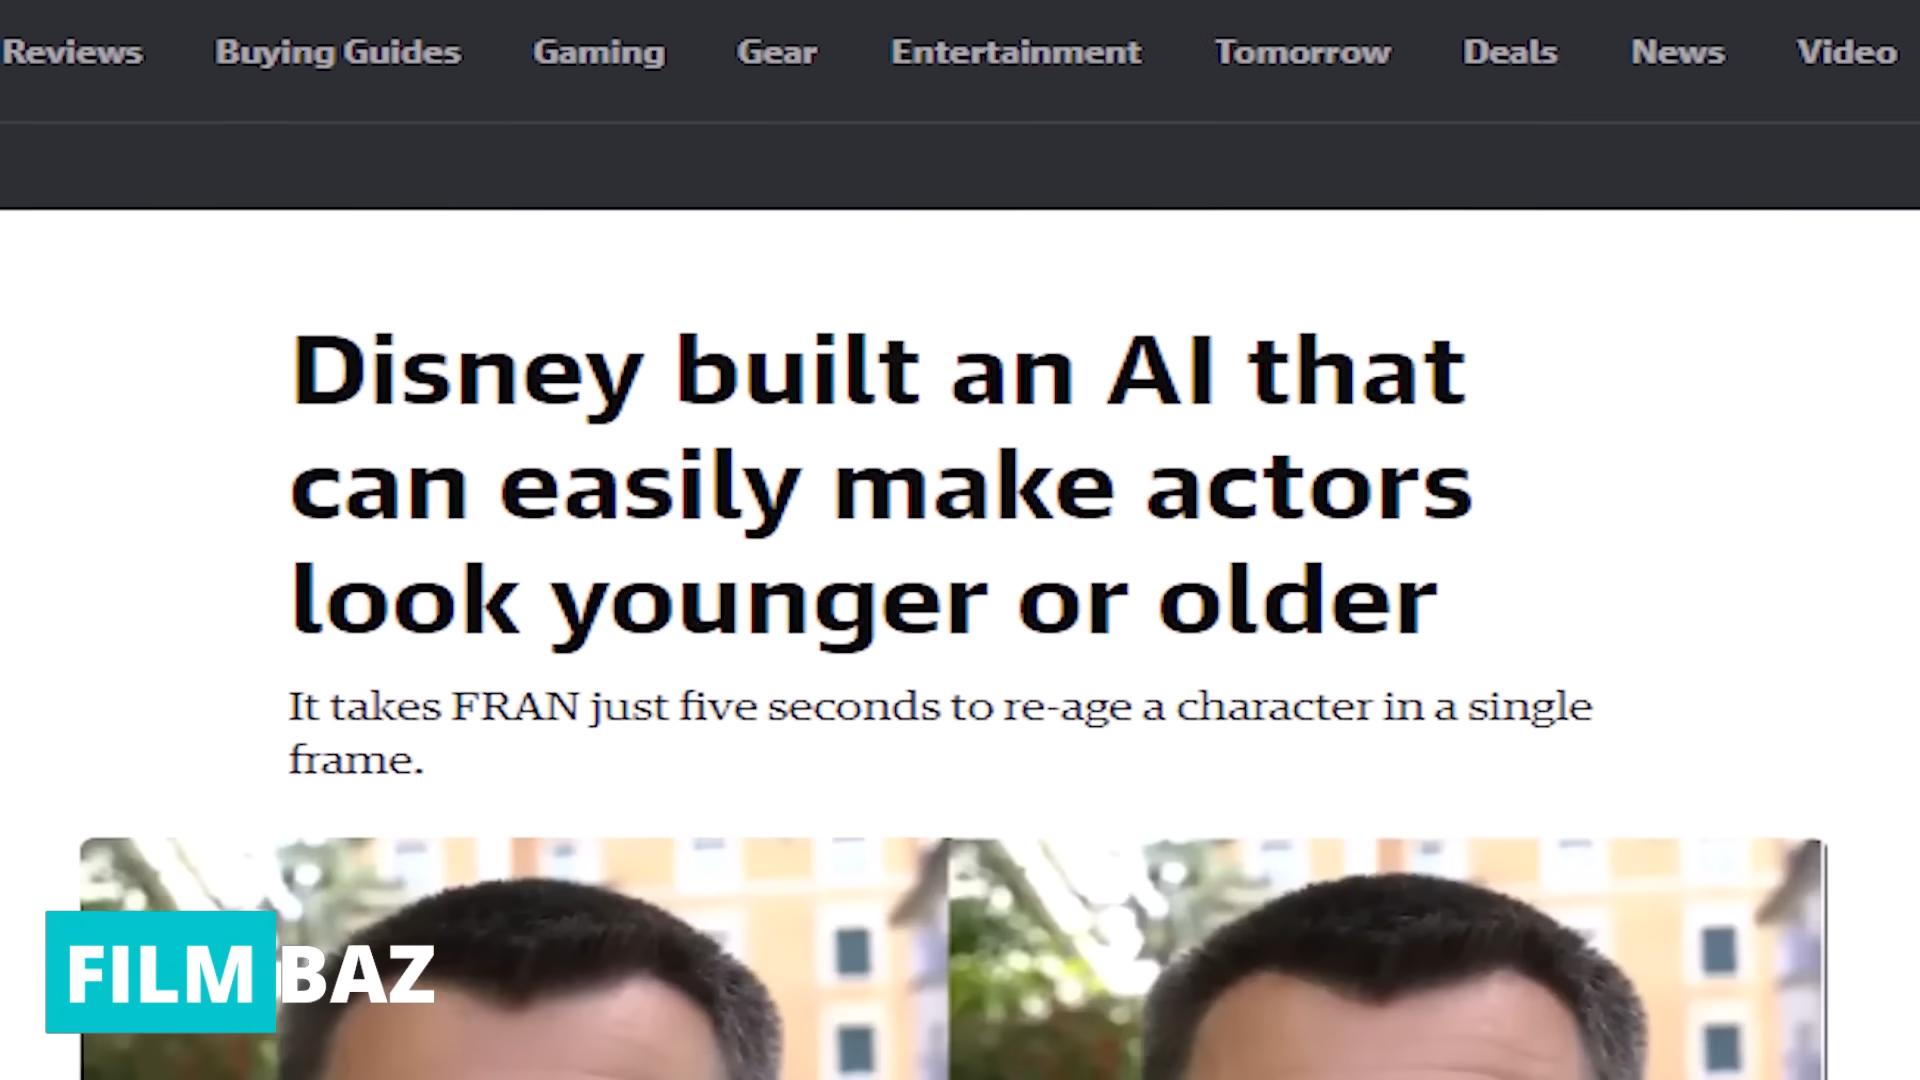 Reviews Buying Guides Gaming Gear Entertainment Tomorrow Deals News Video
Disney built an AI that
can easily make actors
look younger or older
It takes FRAN just five seconds to re-age a character in a single
frame.
FILM BAZ